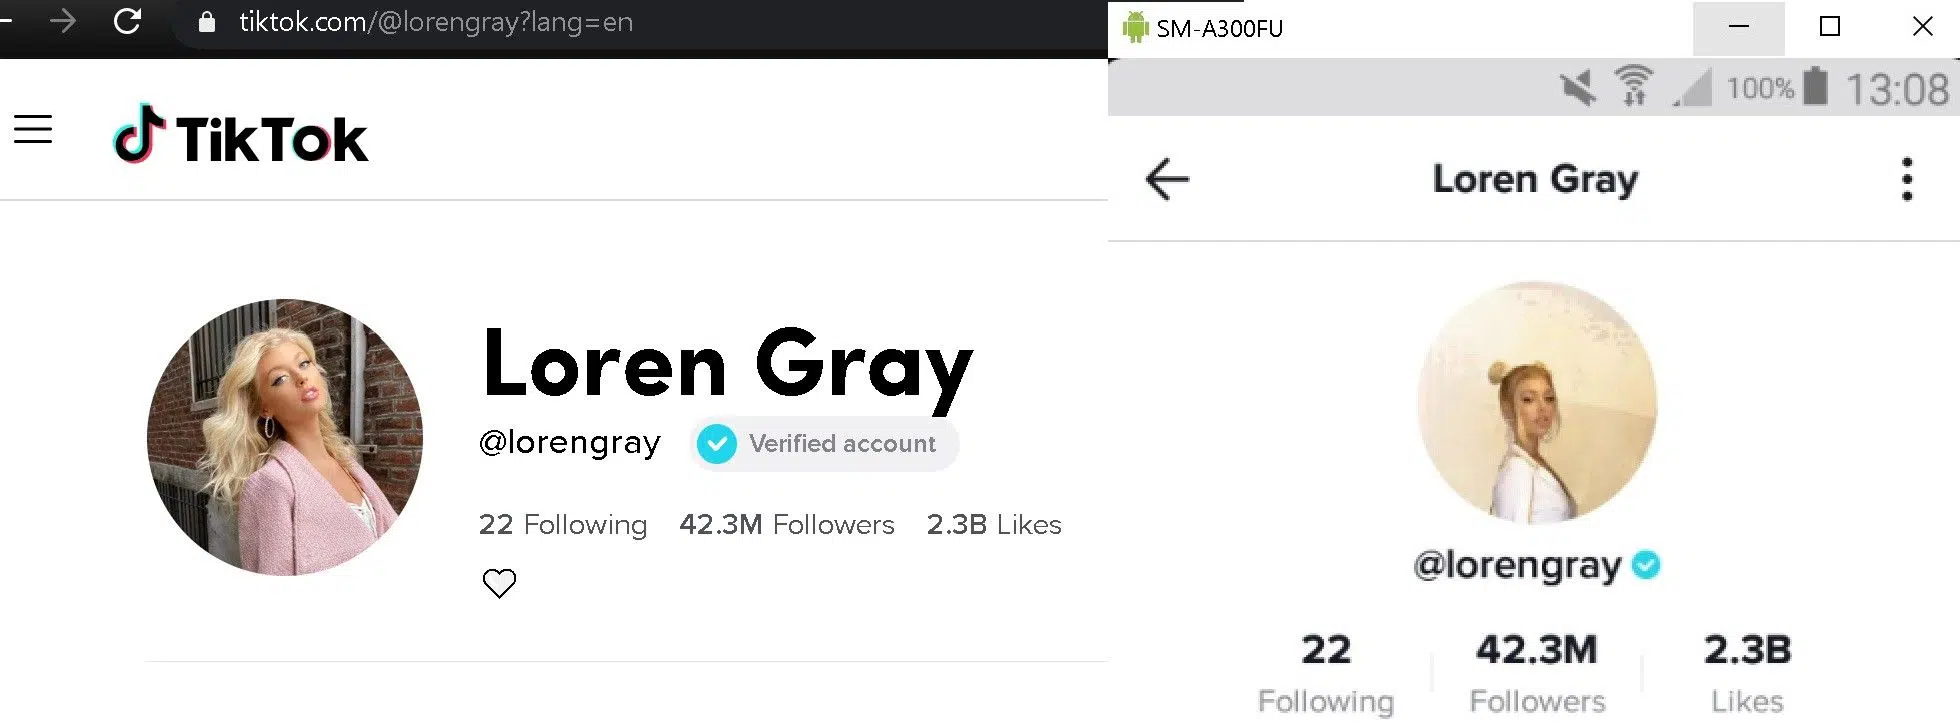 tiktok.com/@lorengray?lang=en
TikTok
Loren Gray
@lorengray Verified account
22 Following 42.3M Followers 2.3B Likes
SM-A300FU
100% 13:08
Loren Gray
@lorengray
22 42.3M 2.3B
Following Followers Likes